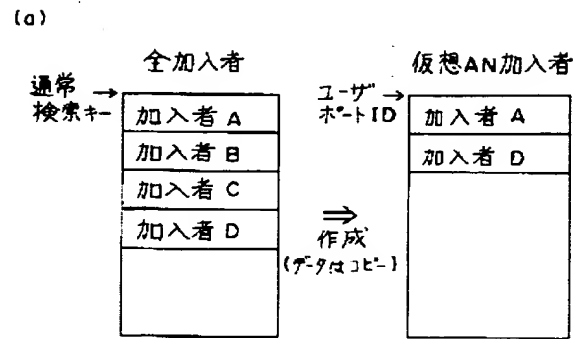 (a)
全加入者
通常
検索キー
加入者 A
加入者 B
加入者 C
加入者 D
⇒
作成
(データはコピー)
仮想AN加入者
ユーザ
ポートID
加入者 A
加入者 D